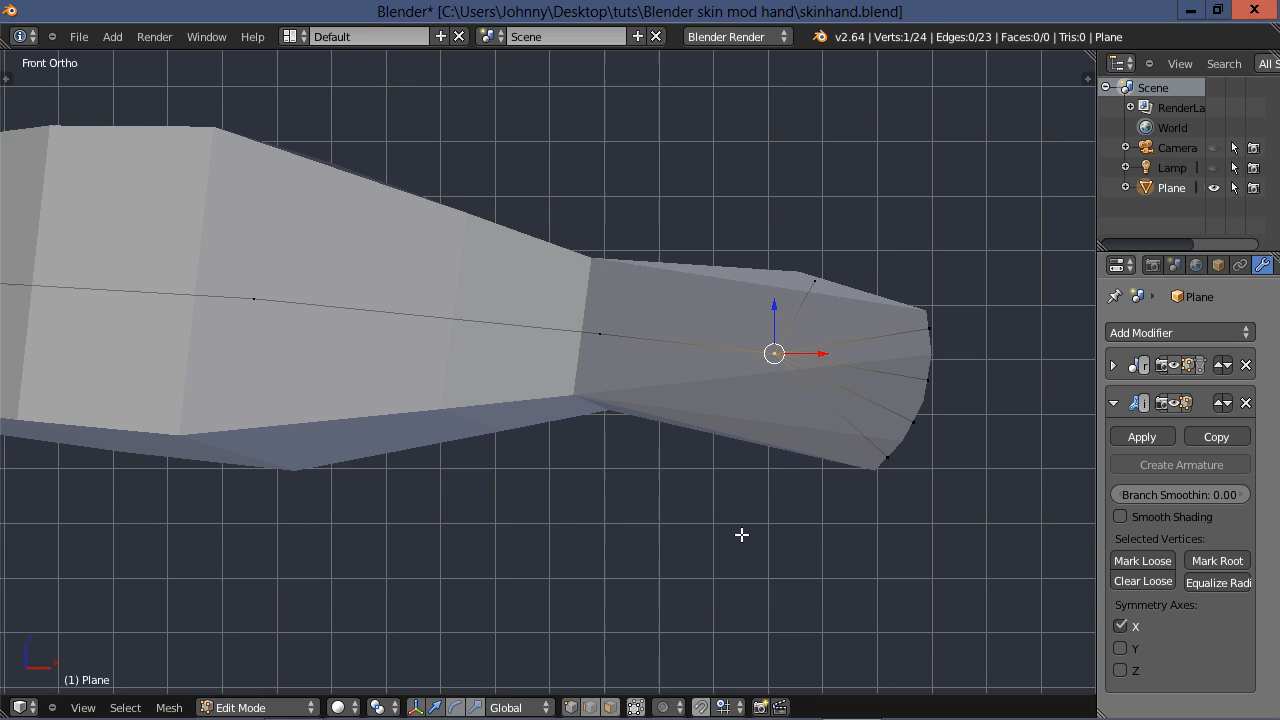 Blender* [C:\Users\Johnny\Desktop\tuts\Blender skin mod hand\skinhand.blend]
File Add Render Window Help Default Scene Blender Render v2.64 | Verts:1/24 | Edges:0/23 | Faces:0/0 | Tris:0 | Plane
Front Ortho
View Search All S
Scene
RenderLa
World
Camera
Lamp
Plane
Plane
Add Modifier
Apply Copy
Create Armature
Branch Smoothin: 0.00
Smooth Shading
Selected Vertices:
Mark Loose Mark Root
Clear Loose Equalize Radi
Symmetry Axes:
X
Y
Z
(1) Plane
View Select Mesh Edit Mode Global